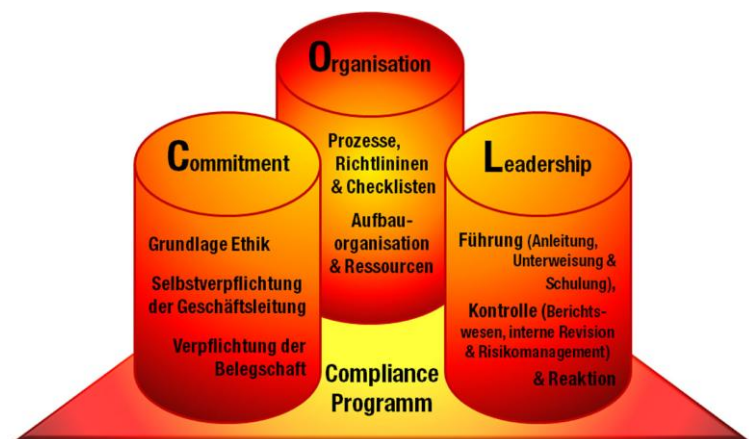 Organisation
Prozesse,
Richtlininen
& Checklisten
Aufbau-
organisation
& Ressourcen
Commitment
Grundlage Ethik
Selbstverpflichtung
der Geschäftsleitung
Verpflichtung der
Belegschaft
Leadership
Führung (Anleitung,
Unterweisung &
Schulung),
Kontrolle (Berichts-
wesen, interne Revision
& Risikomanagement)
& Reaktion
Compliance
Programm